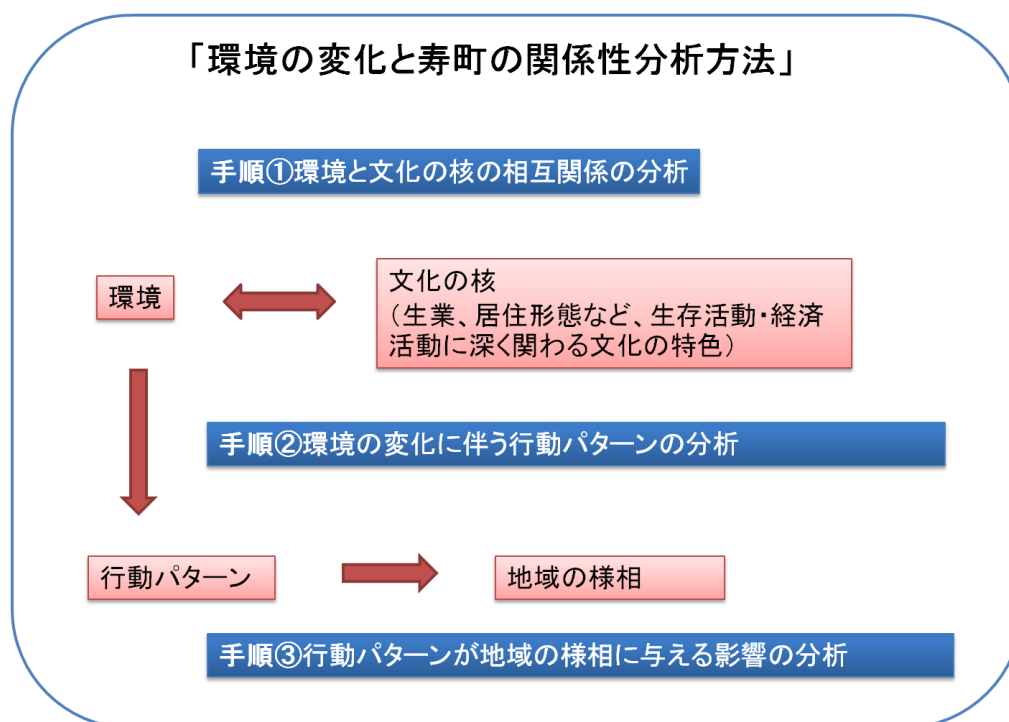 「環境の変化と寿町の関係性分析方法」
手順①環境と文化の核の相互関係の分析
環境
文化の核
（生業、居住形態など、生存活動・経済
活動に深く関わる文化の特色）
手順②環境の変化に伴う行動パターンの分析
行動パターン
地域の様相
手順③行動パターンが地域の様相に与える影響の分析